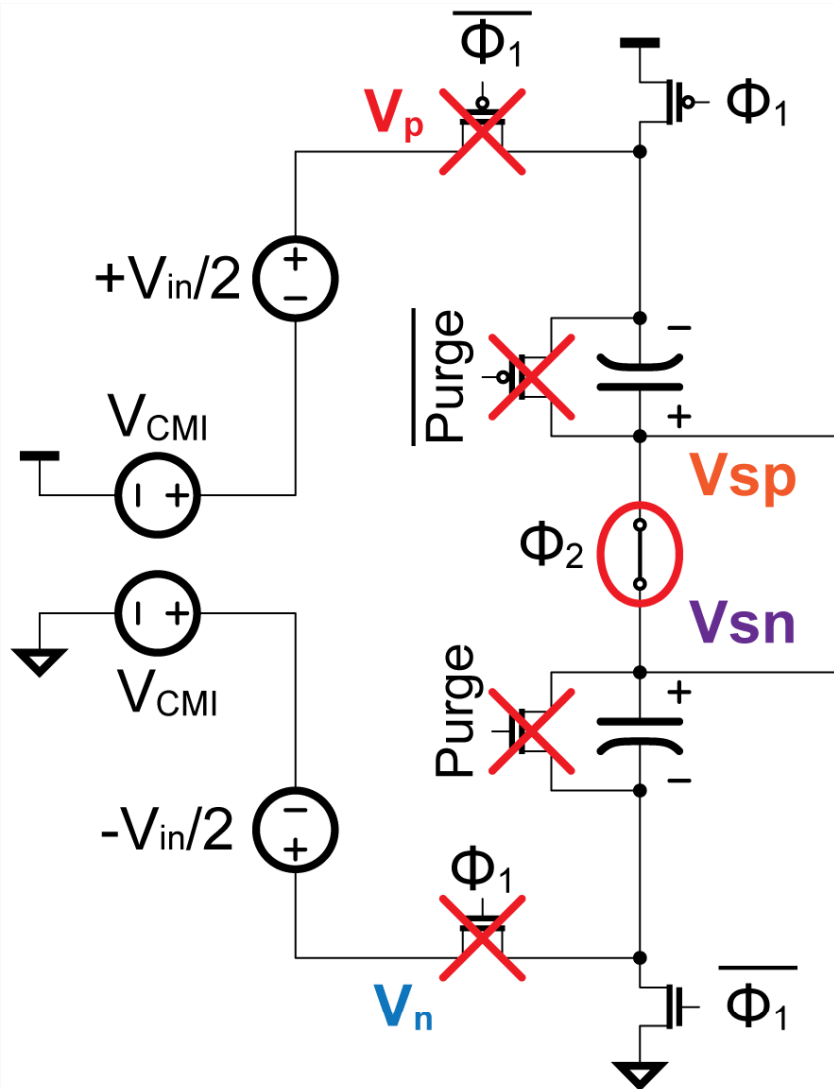 Φ1
Vp
Φ1
+Vin/2
Purge
VCMI
Vsp
Φ2
Vsn
VCMI
Purge
-Vin/2
Φ1
Vn
Φ1